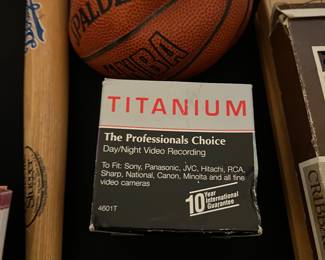 SPALDING
NBA
TITANIUM
The Professionals Choice
Day/Night Video Recording
To Fit: Sony, Panasonic, JVC, Hitachi, RCA,
Sharp, National, Canon, Minolta and all fine
video cameras
4601T
10 Year
International
Guarantee
CRIBB